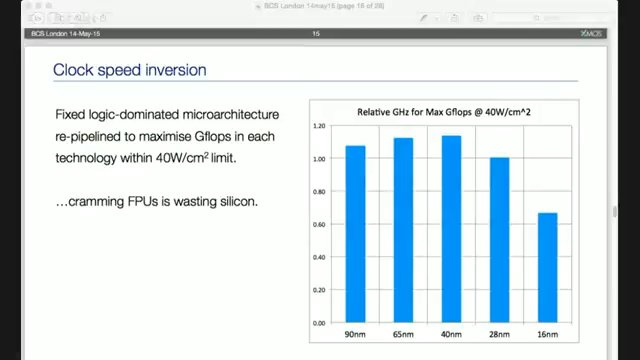 BCS London 14may15 (page 16 of 28)
BCS London 14-May-15
15
XMOS
Clock speed inversion
Fixed logic-dominated microarchitecture
re-pipelined to maximise Gflops in each
technology within 40W/cm2 limit.
…cramming FPUs is wasting silicon.
Relative GHz for Max Gflops @ 40W/cm^2
1.20
1.00
0.80
0.60
0.40
0.20
0.00
90nm
65nm
40nm
28nm
16nm